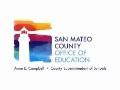 SAN MATEO
COUNTY
OFFICE OF
EDUCATION
Anne E. Campbell • County Superintendent of Schools